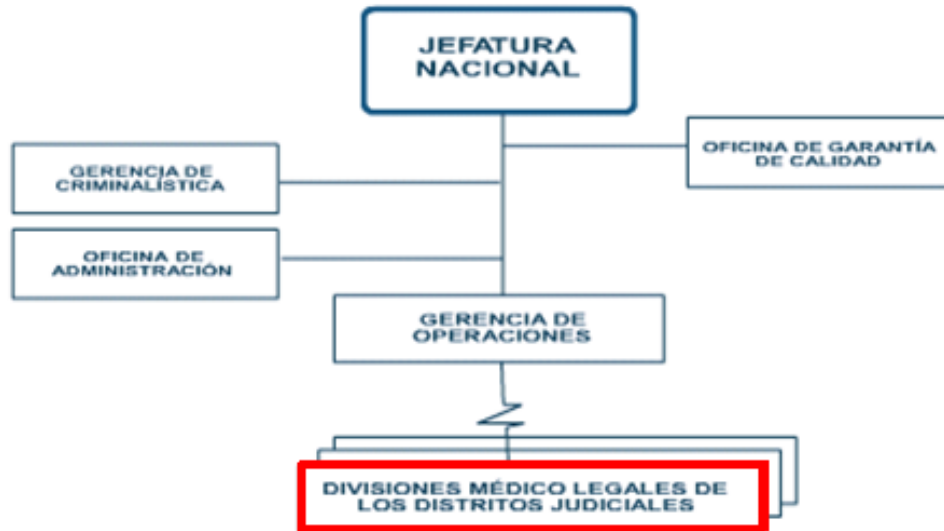 JEFATURA
NACIONAL
OFICINA DE GARANTÍA
DE CALIDAD
GERENCIA DE
CRIMINALÍSTICA
OFICINA DE
ADMINISTRACIÓN
GERENCIA DE
OPERACIONES
DIVISIONES MÉDICO LEGALES DE
LOS DISTRITOS JUDICIALES